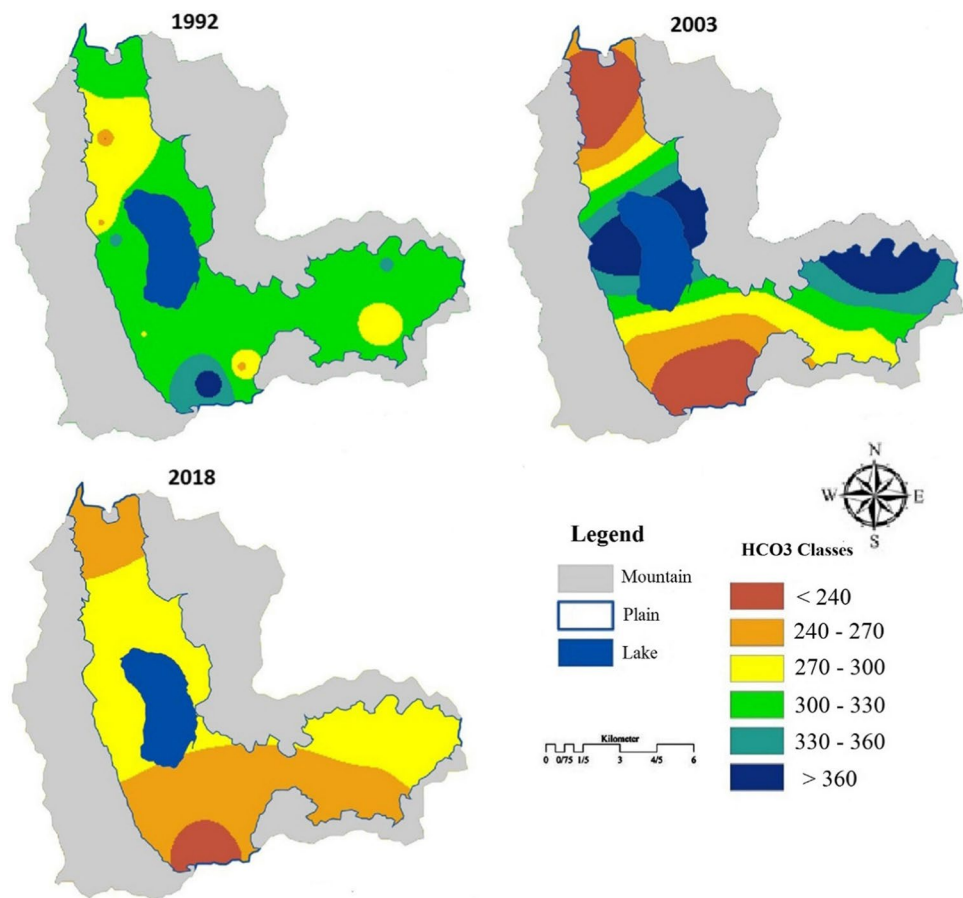 1992
2003
2018
N
W E
S
Legend
Mountain
Plain
Lake
HCO3 Classes
< 240
240 - 270
270 - 300
300 - 330
330 - 360
> 360
Kilometer
0 0/75 1/5 3 4/5 6